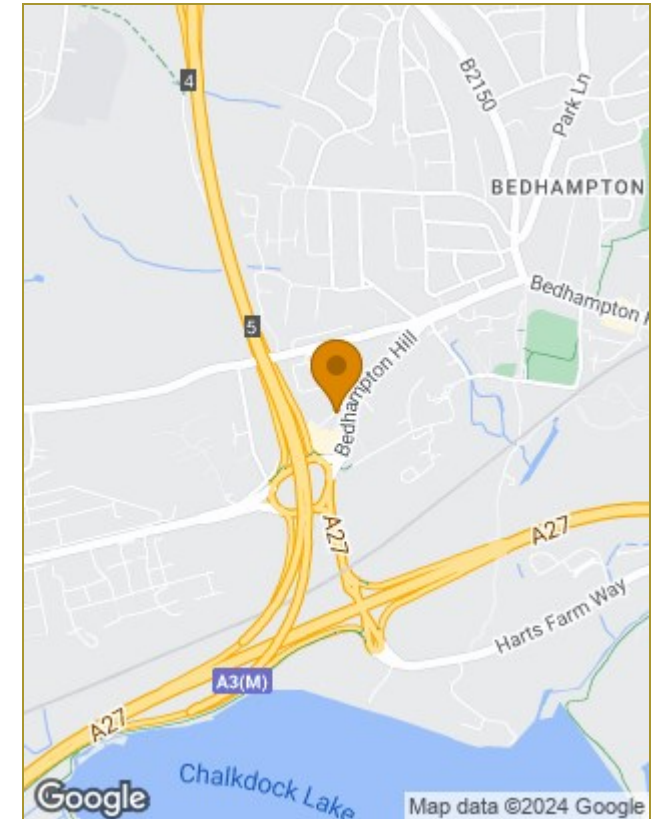 4
B2150
Park Ln
BEDHAMPTON
Bedhampton
5
Bedhampton Hill
A27
A27
Harts Farm Way
A3(M)
A27
Chalkdock Lake
Google
Map data ©2024 Google